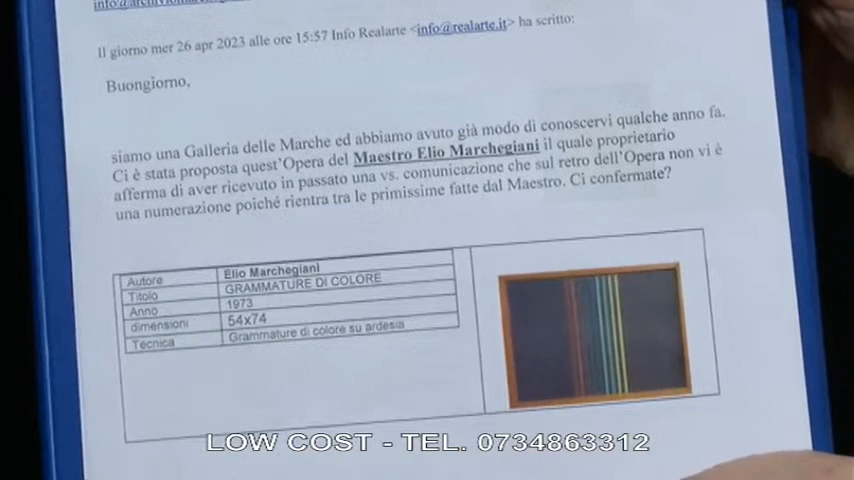 Il giorno mer 26 apr 2023 alle ore 15:57 Info Realarte <info@realarte.it> ha scritto:
Buongiorno,
siamo una Galleria delle Marche ed abbiamo avuto già modo di conoscervi qualche anno fa.
Ci è stata proposta quest'Opera del Maestro Elio Marchegiani il quale proprietario
afferma di aver ricevuto in passato una vs. comunicazione che sul retro dell'Opera non vi è
una numerazione poiché rientra tra le primissime fatte dal Maestro. Ci confermate?
Autore Elio Marchegiani
Titolo GRAMMATURE DI COLORE
Anno 1973
dimensioni 54x74
Tecnica Grammature di colore su ardesia
LOW COST - TEL. 0734863312